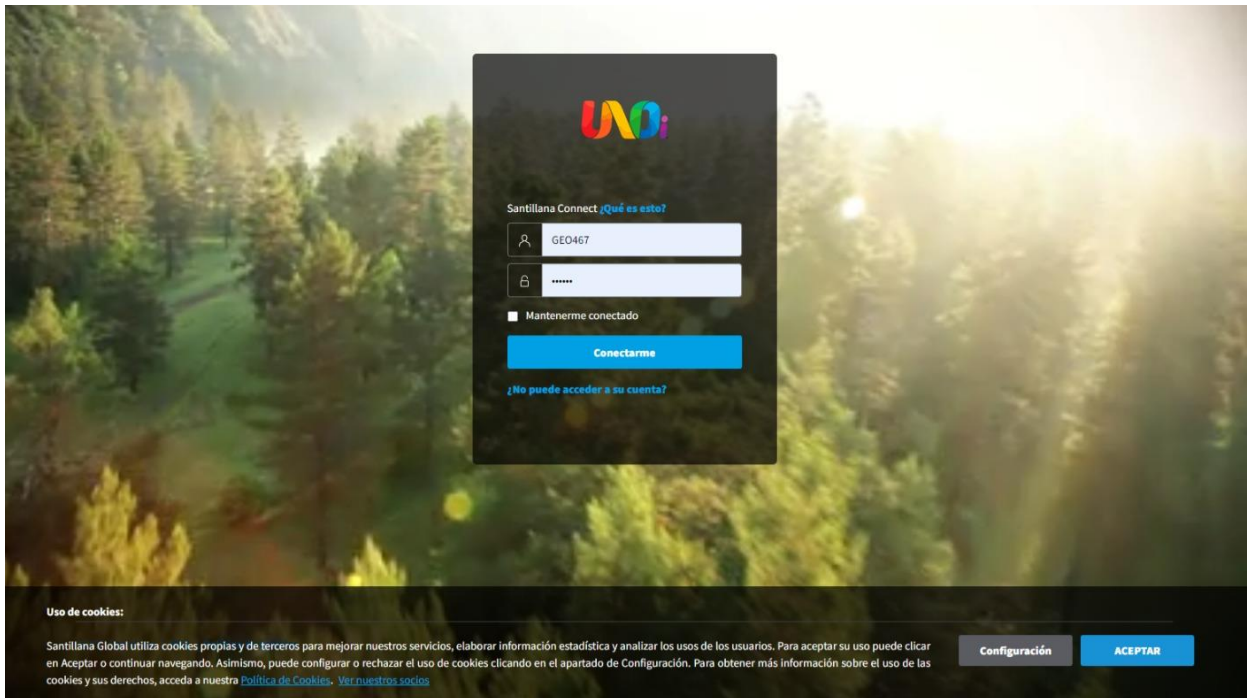 UNOi
Santillana Connect ¿Qué es esto?
GEO467
••••••
Mantenerme conectado
Conectarme
¿No puede acceder a su cuenta?
Uso de cookies:
Santillana Global utiliza cookies propias y de terceros para mejorar nuestros servicios, elaborar información estadística y analizar los usos de los usuarios. Para aceptar su uso puede clicar
en Aceptar o continuar navegando. Asimismo, puede configurar o rechazar el uso de cookies clicando en el apartado de Configuración. Para obtener más información sobre el uso de las
cookies y sus derechos, acceda a nuestra Política de Cookies. Ver nuestros socios
Configuración
ACEPTAR